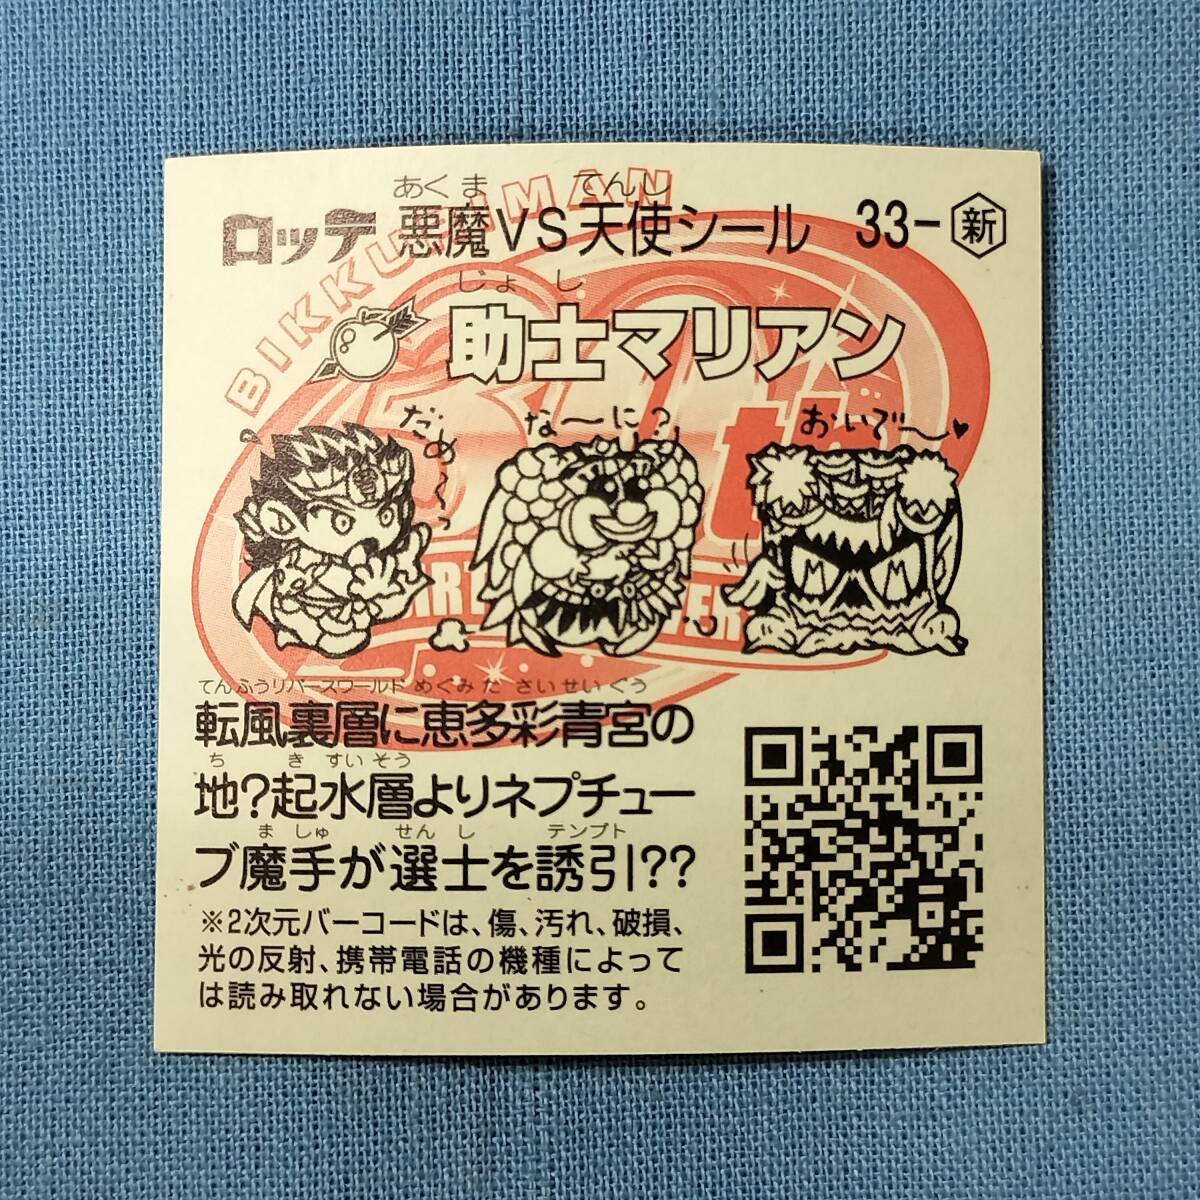 BIKKURIMAN
あくま てんし
ロッテ 悪魔VS天使シール 33-新
じょし
助士マリアン
だめ〜〜
な〜に?
おいで〜♥
30th
てんふうリバースワールド めぐみ た さい せい ぐう
転風裏層に恵多彩青宮の
ち き すい そう
地?起水層よりネプチュー
ま しゅ せん し テンプト
ブ魔手が選士を誘引??
※2次元バーコードは、傷、汚れ、破損、
光の反射、携帯電話の機種によって
は読み取れない場合があります。